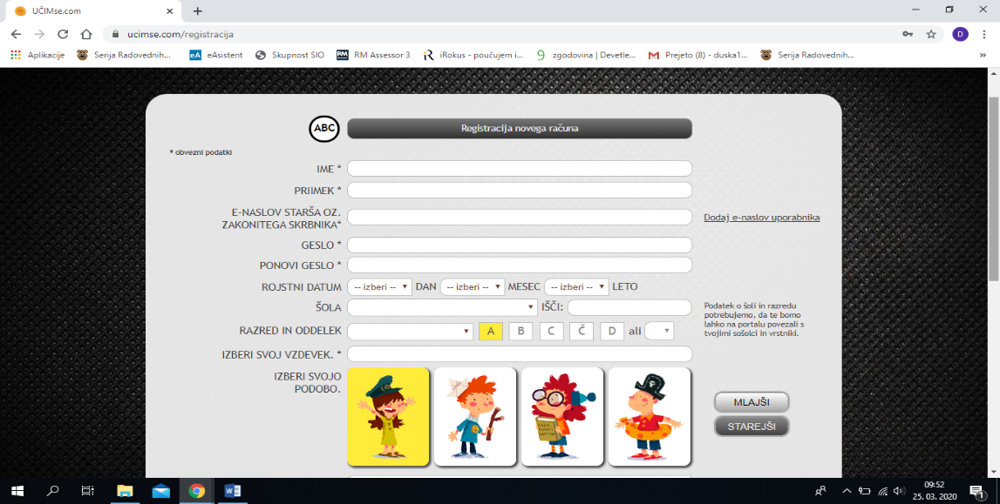 UČIMse.com
ucimse.com/registracija
D
Aplikacije
Serija Radovednih...
eAsistent
Skupnost SIO
RM Assessor 3
iRokus - poučujem i...
zgodovina | Devetle...
Prejeto (8) - duska1...
Serija Radovednih...
ABC
Registracija novega računa
* obvezni podatki
IME *
PRIIMEK *
E-NASLOV STARŠA OZ.
ZAKONITEGA SKRBNIKA*
Dodaj e-naslov uporabnika
GESLO *
PONOVI GESLO *
ROJSTNI DATUM -- izberi -- DAN -- izberi -- MESEC -- izberi -- LETO
ŠOLA IŠČI:
Podatek o šoli in razredu
potrebujemo, da te bomo
lahko na portalu povezali s
tvojimi sošolci in vrstniki.
RAZRED IN ODDELEK A B C Č D ali
IZBERI SVOJ VZDEVEK. *
IZBERI SVOJO
PODOBO.
MLAJŠI
STAREJŠI
09:52
25. 03. 2020
1